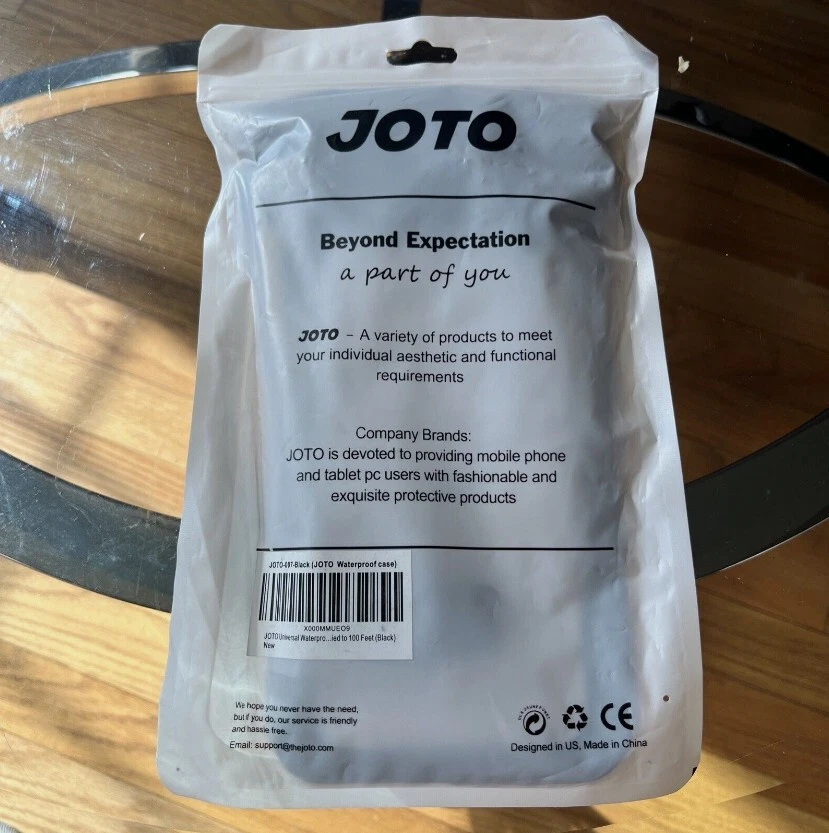 JOTO
Beyond Expectation
a part of you
JOTO – A variety of products to meet
your individual aesthetic and functional
requirements
Company Brands:
JOTO is devoted to providing mobile phone
and tablet pc users with fashionable and
exquisite protective products
JOTO-097-Black (JOTO Waterproof case)
X000MMUEO9
JOTO Universal Waterpro...ied to 100 Feet (Black)
New
We hope you never have the need,
but if you do, our service is friendly
and hassle free.
Email: support@thejoto.com
CE
Designed in US, Made in China